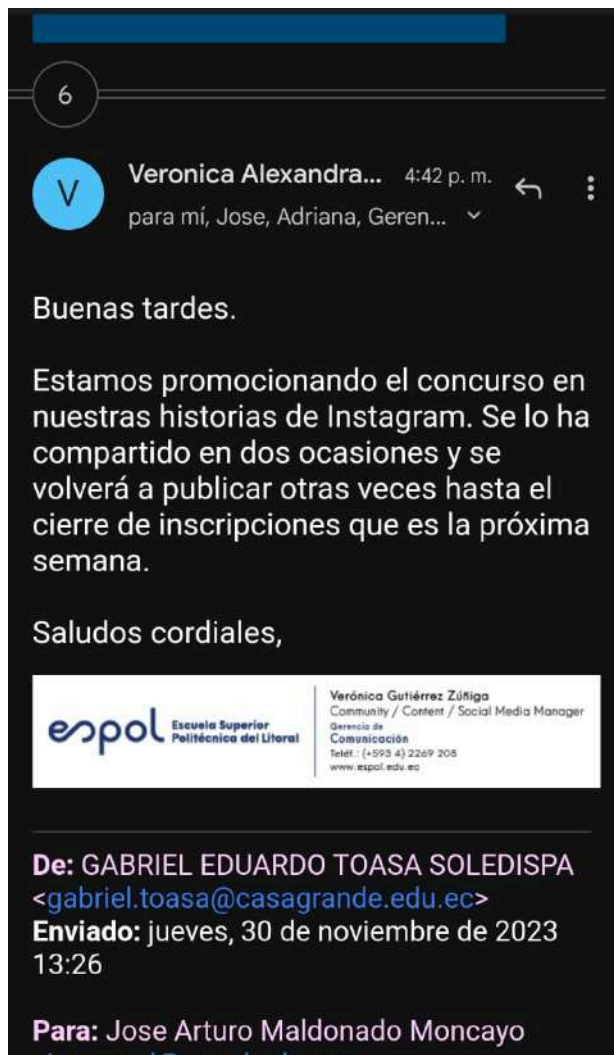 6
V
Veronica Alexandra... 4:42 p. m.
para mí, Jose, Adriana, Geren...
Buenas tardes.
Estamos promocionando el concurso en
nuestras historias de Instagram. Se lo ha
compartido en dos ocasiones y se
volverá a publicar otras veces hasta el
cierre de inscripciones que es la próxima
semana.
Saludos cordiales,
espol Escuela Superior
Politécnica del Litoral
Verónica Gutiérrez Zúñiga
Community / Content / Social Media Manager
Gerencia de
Comunicación
Teléf.: (+593 4) 2269 208
www.espol.edu.ec
De: GABRIEL EDUARDO TOASA SOLEDISPA
<gabriel.toasa@casagrande.edu.ec>
Enviado: jueves, 30 de noviembre de 2023
13:26
Para: Jose Arturo Maldonado Moncayo